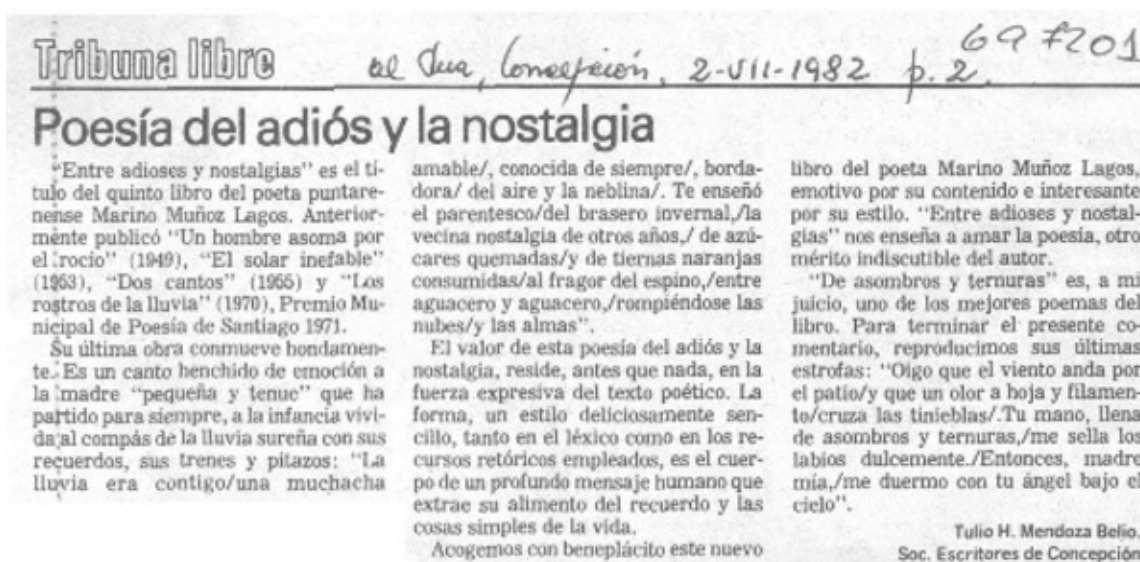 Tribuna libre
El Sur, Concepción, 2-VII-1982 p. 2.
697201
Poesía del adiós y la nostalgia
"Entre adioses y nostalgias" es el tí-
tulo del quinto libro del poeta puntare-
nense Marino Muñoz Lagos. Anterior-
mente publicó "Un hombre asoma por
el rocío" (1949), "El solar inefable"
(1953), "Dos cantos" (1955) y "Los
rostros de la lluvia" (1970), Premio Mu-
nicipal de Poesía de Santiago 1971.
Su última obra conmueve hondamen-
te. Es un canto henchido de emoción a
la madre "pequeña y tenue" que ha
partido para siempre, a la infancia vivi-
da al compás de la lluvia sureña con sus
recuerdos, sus trenes y pitazos: "La
lluvia era contigo/una muchacha
amable/, conocida de siempre/, borda-
dora/ del aire y la neblina/. Te enseñó
el parentesco/del brasero invernal,/la
vecina nostalgia de otros años,/ de azú-
cares quemadas/y de tiernas naranjas
consumidas/al fragor del espino,/entre
aguacero y aguacero,/rompiéndose las
nubes/y las almas".
El valor de esta poesía del adiós y la
nostalgia, reside, antes que nada, en la
fuerza expresiva del texto poético. La
forma, un estilo deliciosamente sen-
cillo, tanto en el léxico como en los re-
cursos retóricos empleados, es el cuer-
po de un profundo mensaje humano que
extrae su alimento del recuerdo y las
cosas simples de la vida.
Acogemos con beneplácito este nuevo
libro del poeta Marino Muñoz Lagos,
emotivo por su contenido e interesante
por su estilo. "Entre adioses y nostal-
gias" nos enseña a amar la poesía, otro
mérito indiscutible del autor.
"De asombros y ternuras" es, a mi
juicio, uno de los mejores poemas del
libro. Para terminar el presente co-
mentario, reproducimos sus últimas
estrofas: "Oigo que el viento anda por
el patio/y que un olor a hoja y filamen-
to/cruza las tinieblas/.Tu mano, llena
de asombros y ternuras,/me sella los
labios dulcemente./Entonces, madre
mía,/me duermo con tu ángel bajo el
cielo".
Tulio H. Mendoza Belio.
Soc. Escritores de Concepción